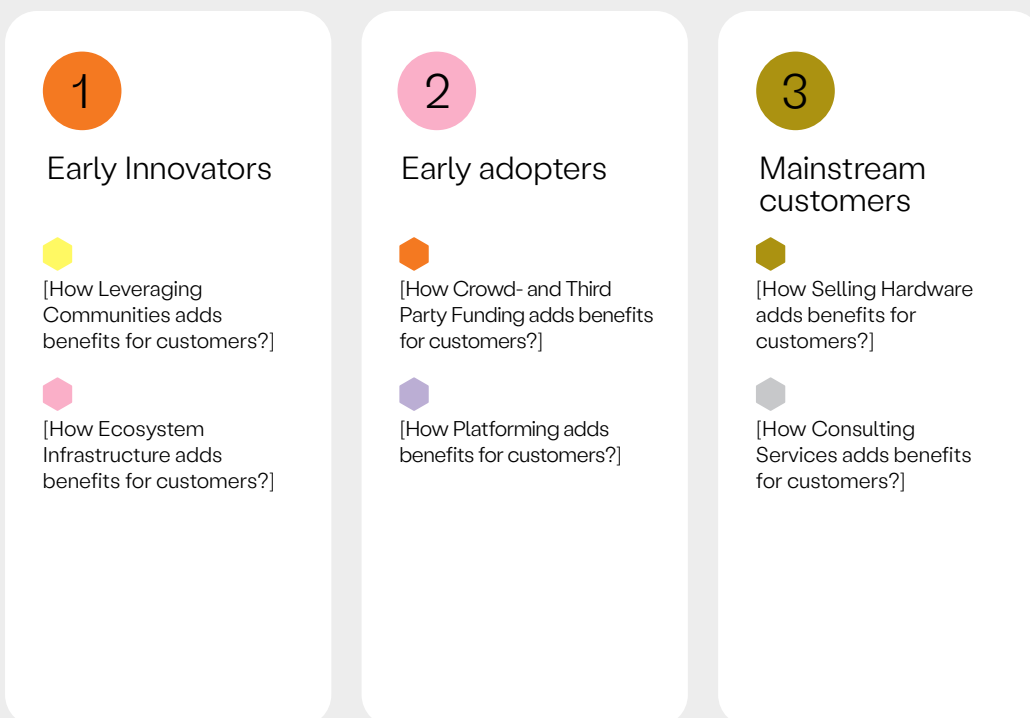 1
Early Innovators
[How Leveraging
Communities adds
benefits for customers?]
[How Ecosystem
Infrastructure adds
benefits for customers?]
2
Early adopters
[How Crowd- and Third
Party Funding adds benefits
for customers?]
[How Platforming adds
benefits for customers?]
3
Mainstream
customers
[How Selling Hardware
adds benefits for
customers?]
[How Consulting
Services adds benefits
for customers?]